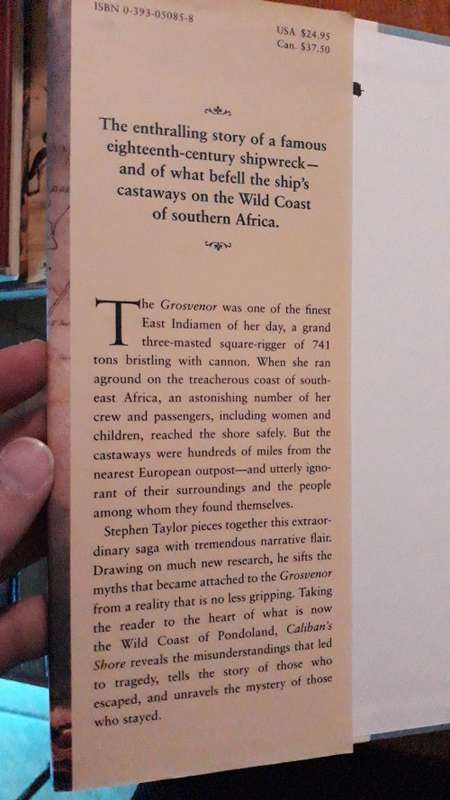 ISBN 0-393-05085-8
USA $24.95
Can. $37.50
The enthralling story of a famous
eighteenth-century shipwreck—
and of what befell the ship's
castaways on the Wild Coast
of southern Africa.
The Grosvenor was one of the finest
East Indiamen of her day, a grand
three-masted square-rigger of 741
tons bristling with cannon. When she ran
aground on the treacherous coast of south-
east Africa, an astonishing number of her
crew and passengers, including women and
children, reached the shore safely. But the
castaways were hundreds of miles from the
nearest European outpost—and utterly igno-
rant of their surroundings and the people
among whom they found themselves.
Stephen Taylor pieces together this extraor-
dinary saga with tremendous narrative flair.
Drawing on much new research, he sifts the
myths that became attached to the Grosvenor
from a reality that is no less gripping. Taking
the reader to the heart of what is now
the Wild Coast of Pondoland, Caliban's
Shore reveals the misunderstandings that led
to tragedy, tells the story of those who
escaped, and unravels the mystery of those
who stayed.